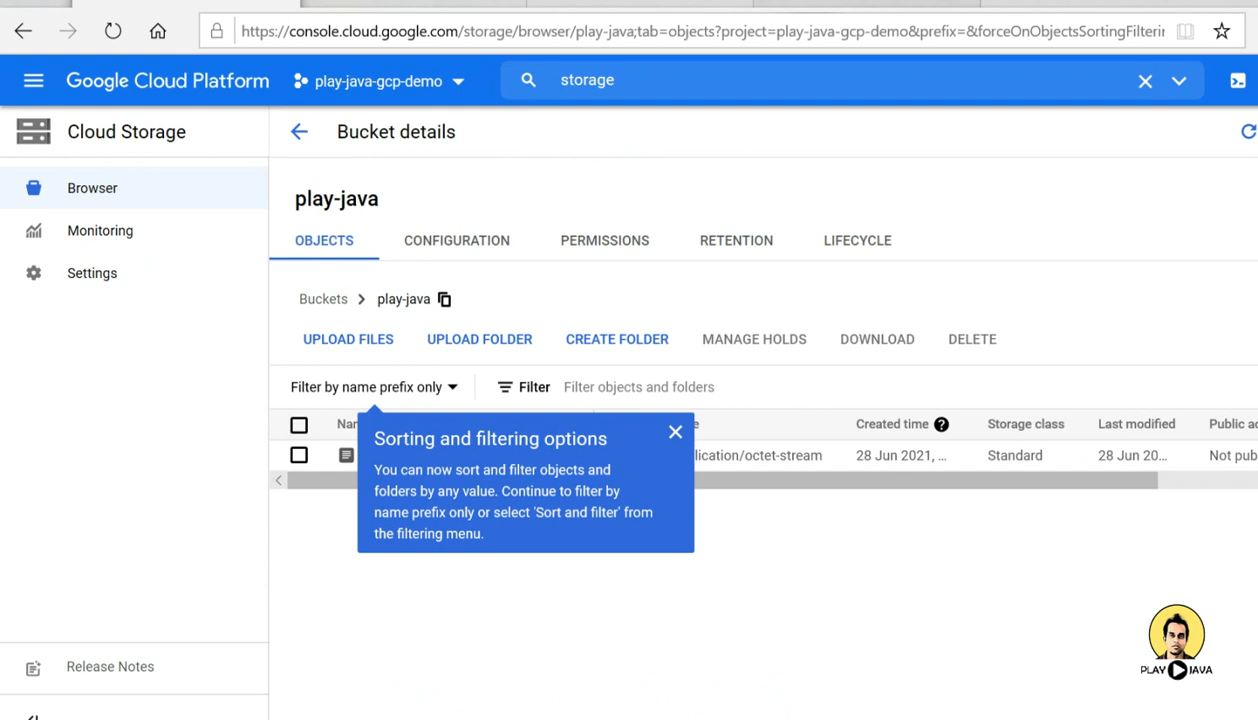 https://console.cloud.google.com/storage/browser/play-java;tab=objects?project=play-java-gcp-demo&prefix=&forceOnObjectsSortingFilterin
Google Cloud Platform
play-java-gcp-demo
storage
Cloud Storage
Bucket details
Browser
Monitoring
Settings
play-java
OBJECTS CONFIGURATION PERMISSIONS RETENTION LIFECYCLE
Buckets > play-java
UPLOAD FILES UPLOAD FOLDER CREATE FOLDER MANAGE HOLDS DOWNLOAD DELETE
Filter by name prefix only Filter Filter objects and folders
Created time ? Storage class Last modified Public
lication/octet-stream 28 Jun 2021, ... Standard 28 Jun 20... Not
Sorting and filtering options
You can now sort and filter objects and
folders by any value. Continue to filter by
name prefix only or select 'Sort and filter' from
the filtering menu.
Release Notes
PLAY JAVA